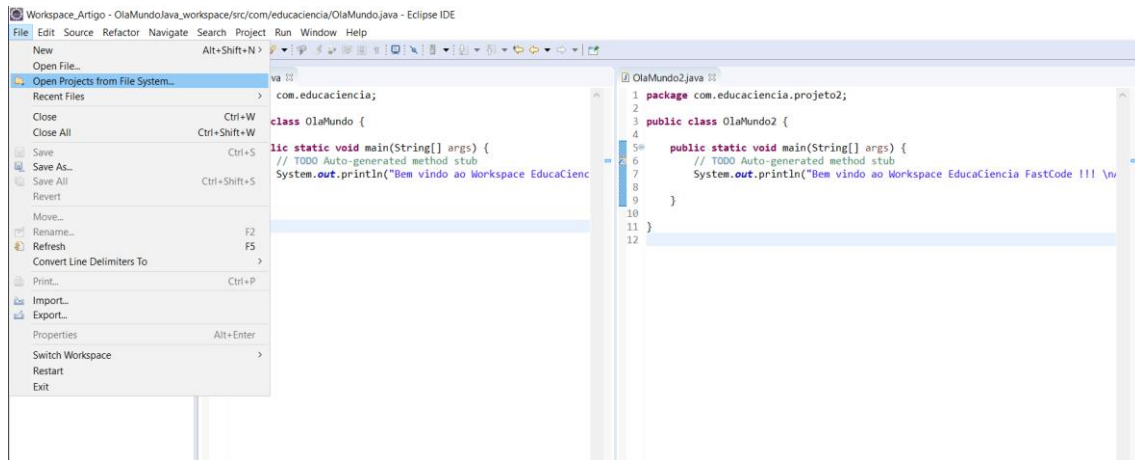 Workspace_Artigo - OlaMundoJava_workspace/src/com/educaciencia/OlaMundo.java - Eclipse IDE
File Edit Source Refactor Navigate Search Project Run Window Help
New Alt+Shift+N >
Open File...
Open Projects from File System...
Recent Files >
Close Ctrl+W
Close All Ctrl+Shift+W
Save Ctrl+S
Save As...
Save All Ctrl+Shift+S
Revert
Move...
Rename... F2
Refresh F5
Convert Line Delimiters To >
Print... Ctrl+P
Import...
Export...
Properties Alt+Enter
Switch Workspace >
Restart
Exit
va
com.educaciencia;
class OlaMundo {
lic static void main(String[] args) {
// TODO Auto-generated method stub
System.out.println("Bem vindo ao Workspace EducaCienc
OlaMundo2.java
1 package com.educaciencia.projeto2;
2
3 public class OlaMundo2 {
4
5 public static void main(String[] args) {
6 // TODO Auto-generated method stub
7 System.out.println("Bem vindo ao Workspace EducaCiencia FastCode !!! \nA
8
9 }
10
11 }
12